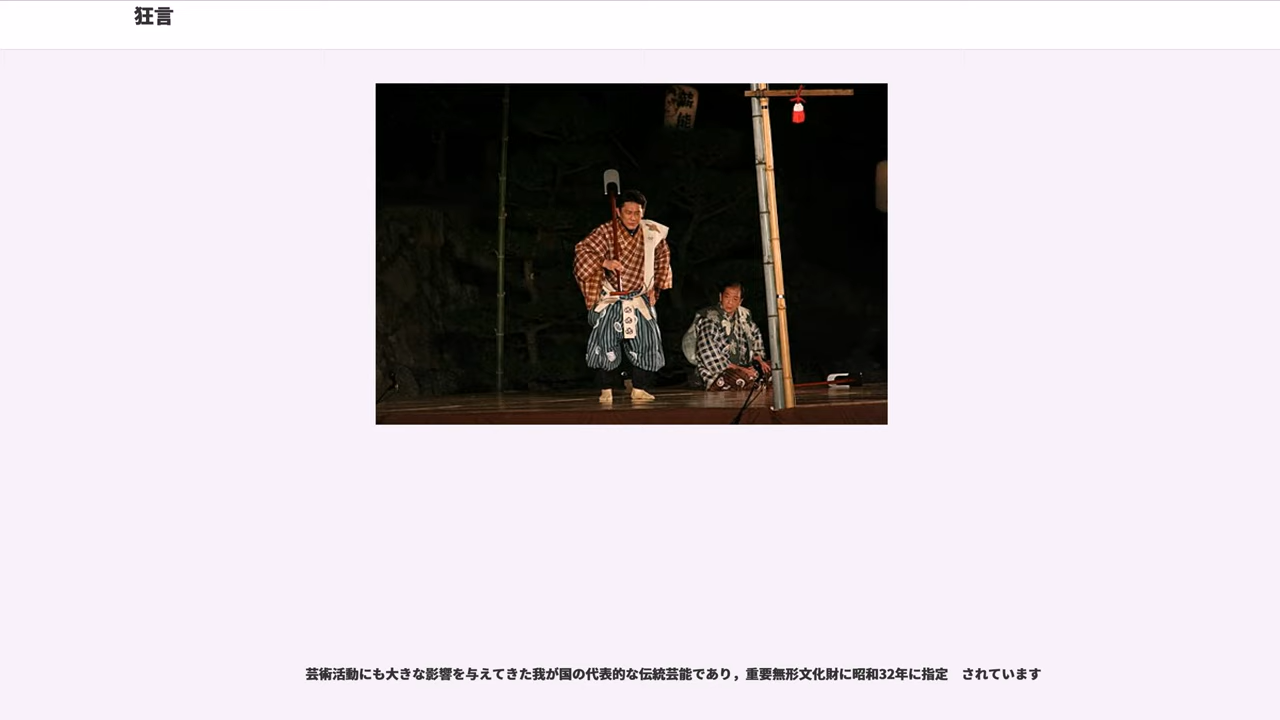 狂言
薪能
芸術活動にも大きな影響を与えてきた我が国の代表的な伝統芸能であり，重要無形文化財に昭和32年に指定　されています